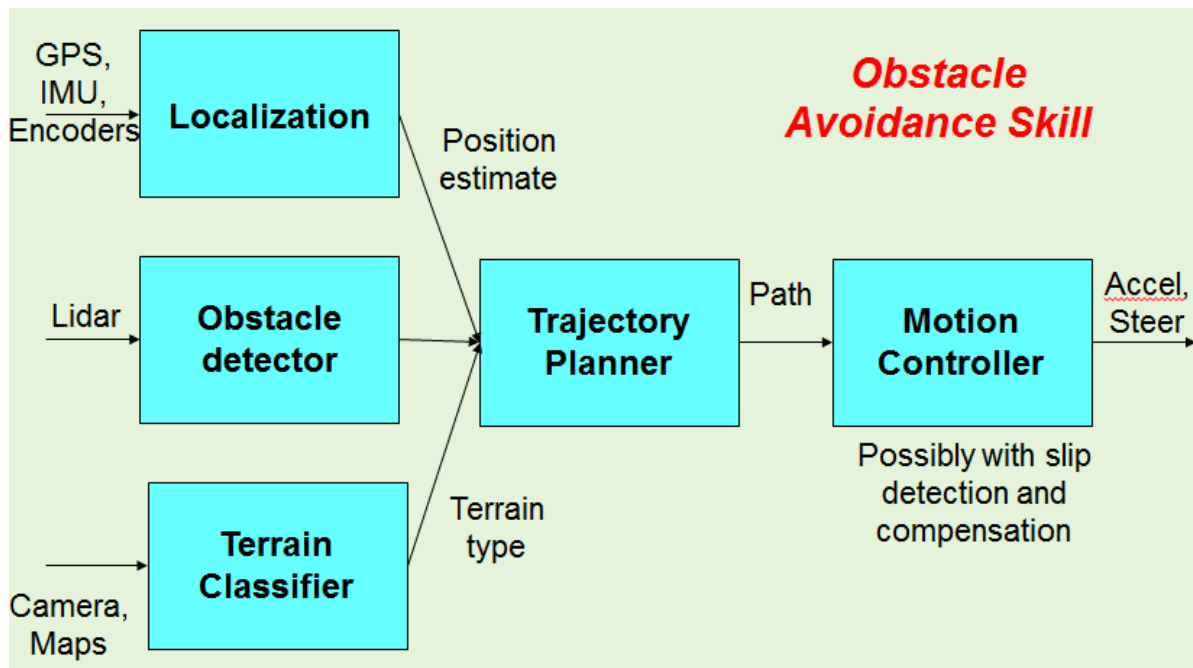 GPS,
IMU,
Encoders
Localization
Obstacle
Avoidance Skill
Position
estimate
Lidar
Obstacle
detector
Trajectory
Planner
Path
Motion
Controller
Accel,
Steer
Possibly with slip
detection and
compensation
Terrain
type
Terrain
Classifier
Camera,
Maps